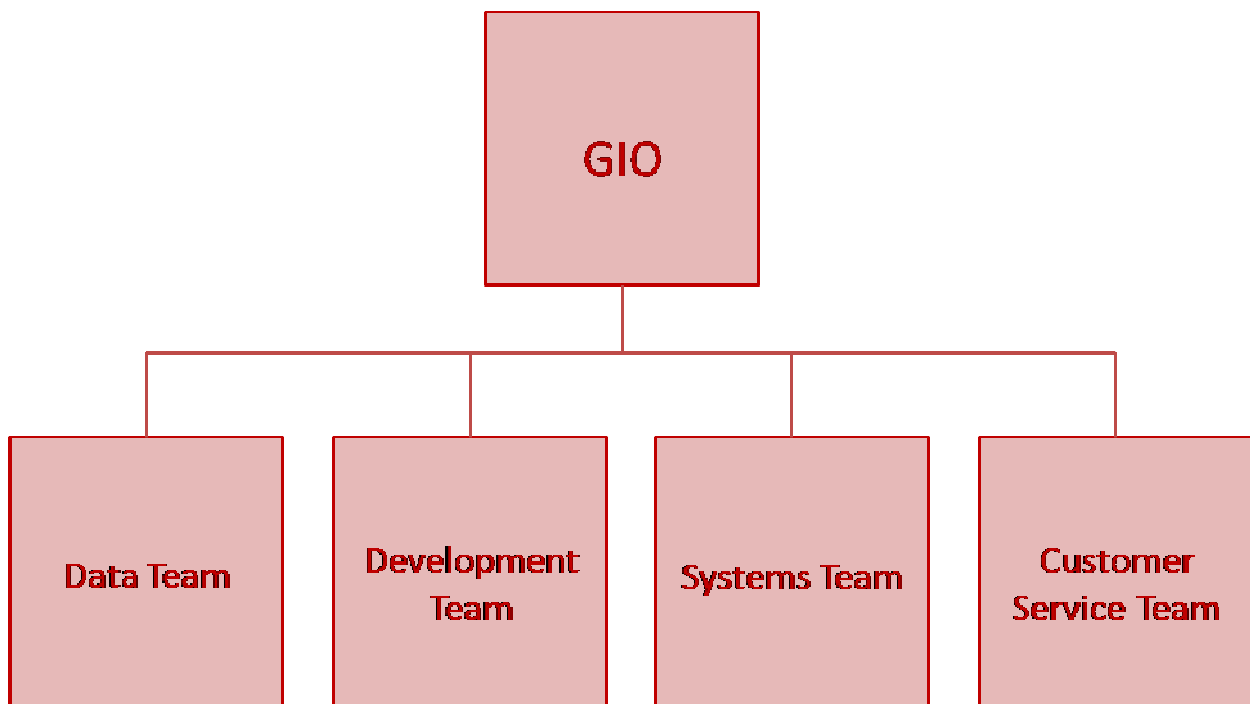 GIO
Data Team
Development
Team
Systems Team
Customer
Service Team